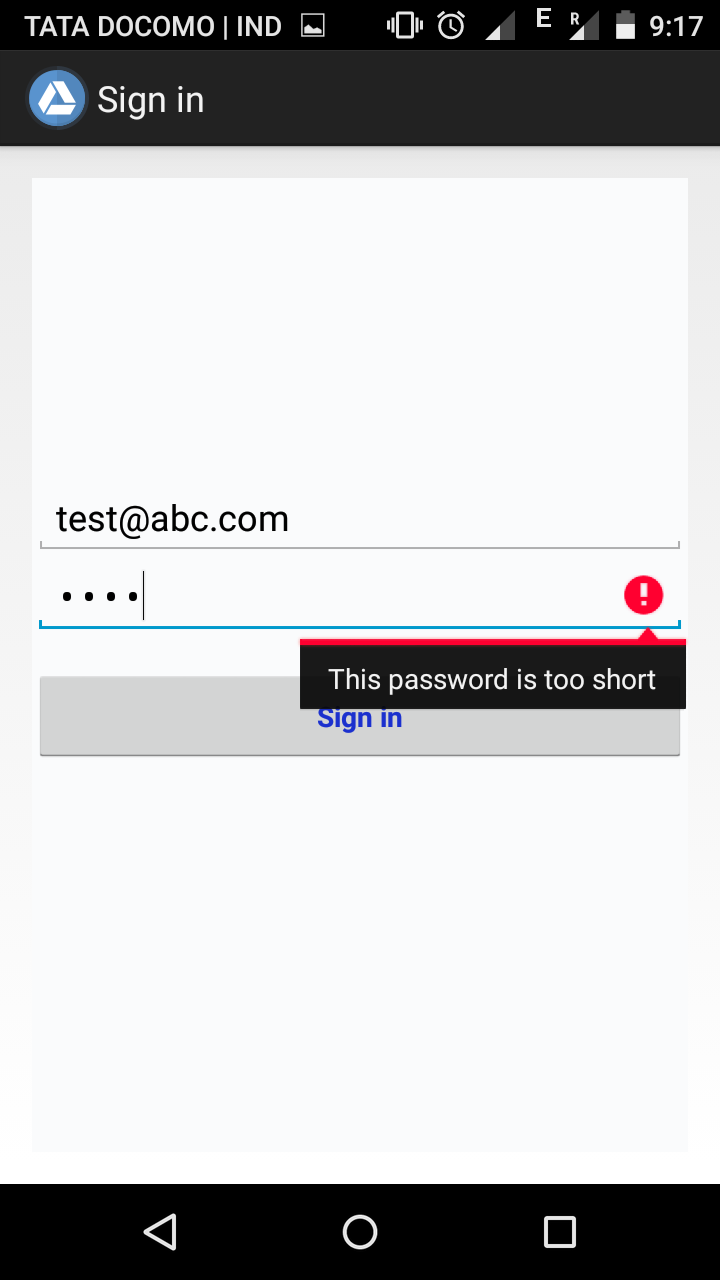 TATA DOCOMO | IND E R 9:17
Sign in
test@abc.com
••••
This password is too short
Sign in